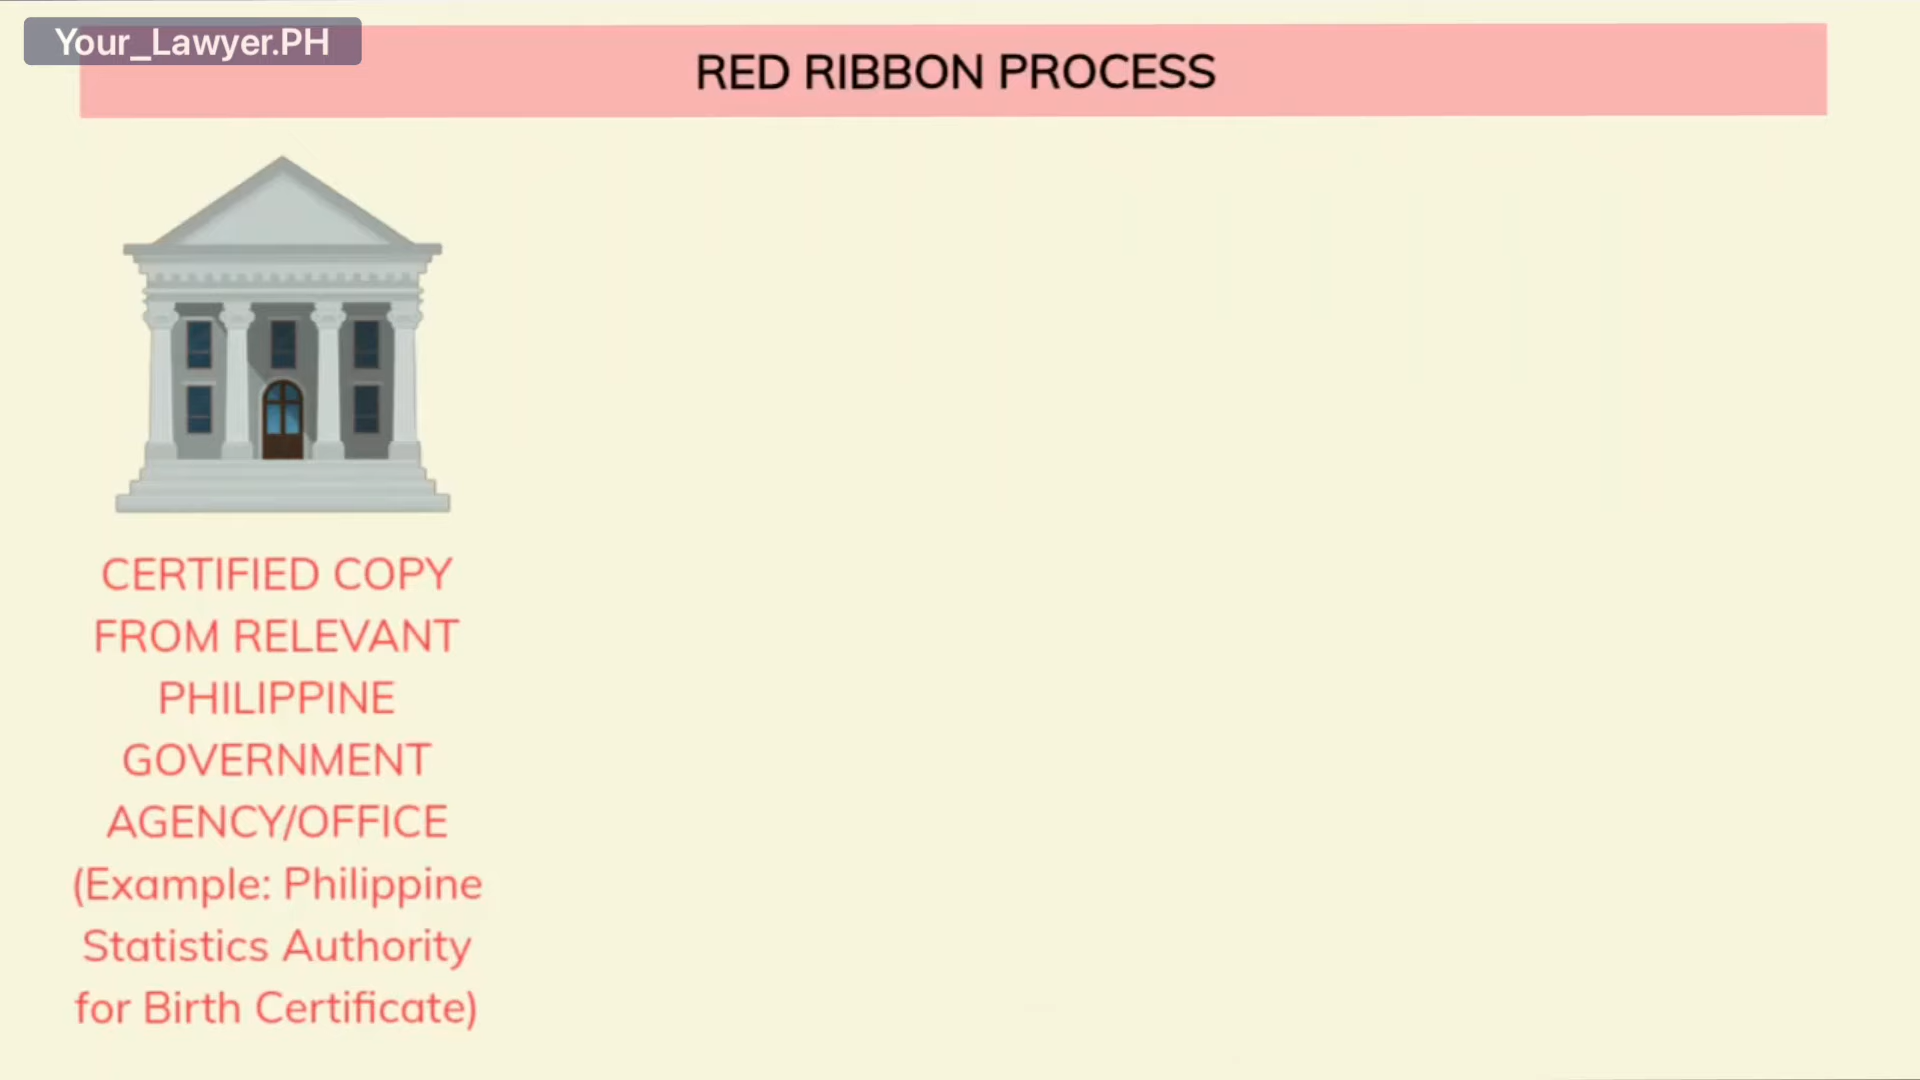 Your_Lawyer.PH
RED RIBBON PROCESS
CERTIFIED COPY
FROM RELEVANT
PHILIPPINE
GOVERNMENT
AGENCY/OFFICE
(Example: Philippine
Statistics Authority
for Birth Certificate)